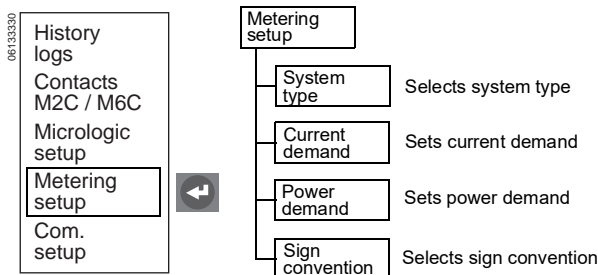 06133330
History
logs
Contacts
M2C / M6C
Micrologic
setup
Metering
setup
Com.
setup
Metering
setup
System
type
Selects system type
Current
demand
Sets current demand
Power
demand
Sets power demand
Sign
convention
Selects sign convention